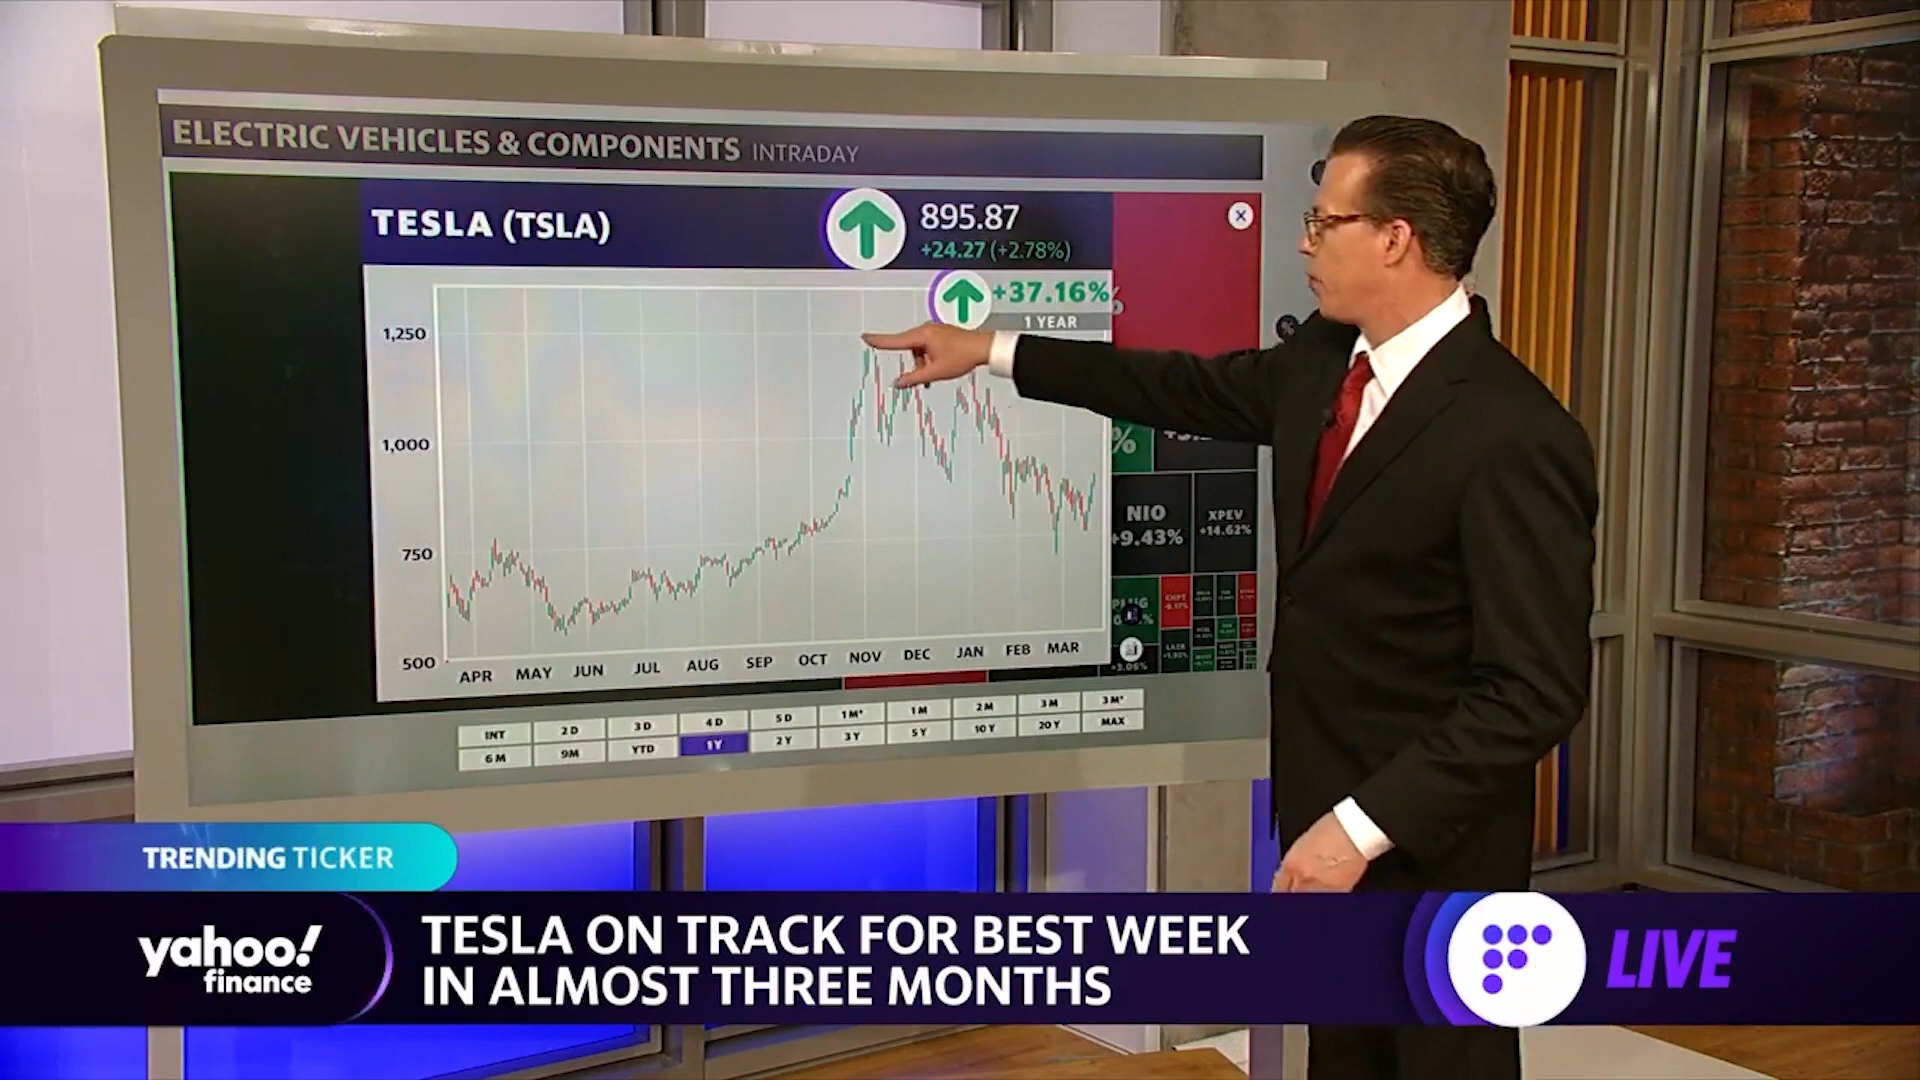 ELECTRIC VEHICLES & COMPONENTS INTRADAY
TESLA (TSLA)
895.87
+24.27 (+2.78%)
+37.16%
1 YEAR
1,250
1,000
750
500
APR MAY JUN JUL AUG SEP OCT NOV DEC JAN FEB MAR
%
NIO
+9.43%
XPEV
+14.62%
INT 2D 3D 4D 5D 1M* 1M 2M 3M 3M*
6M 9M YTD 1Y 2Y 3Y 5Y 10Y 20Y MAX
TRENDING TICKER
yahoo!
finance
TESLA ON TRACK FOR BEST WEEK
IN ALMOST THREE MONTHS
LIVE